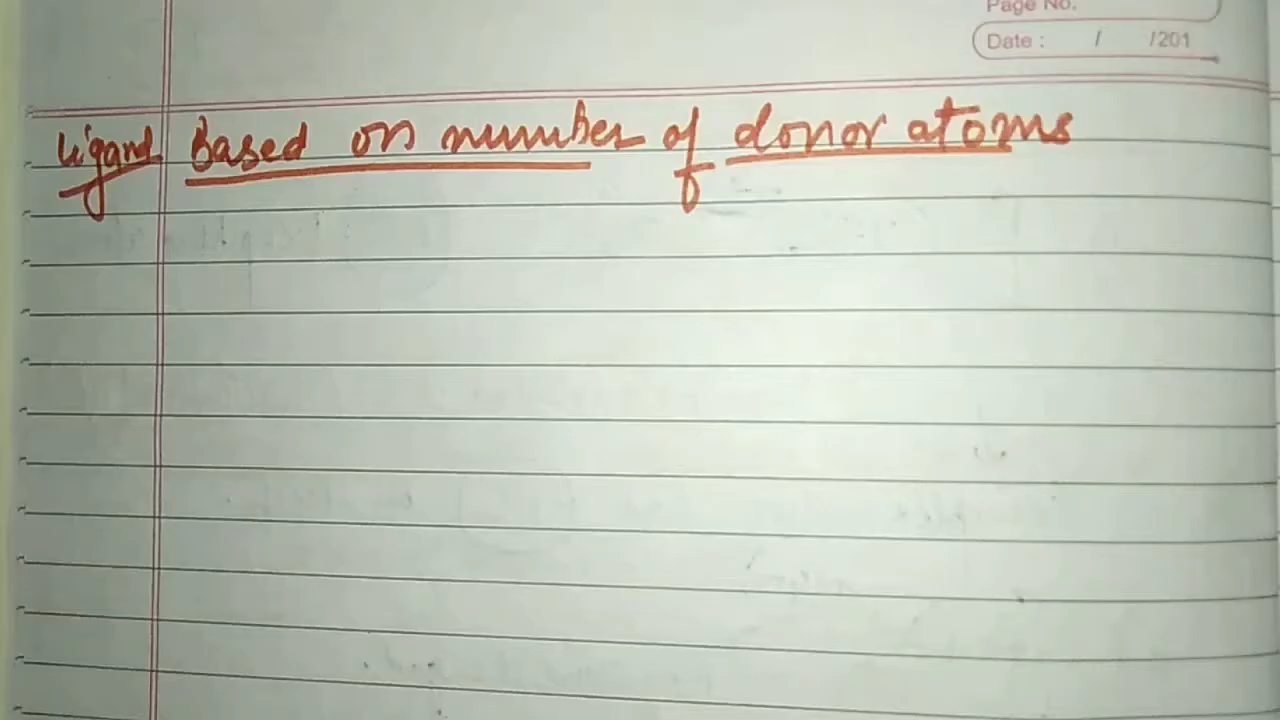 Page No.
Date : / /201
Ligand Based on number of donor atoms